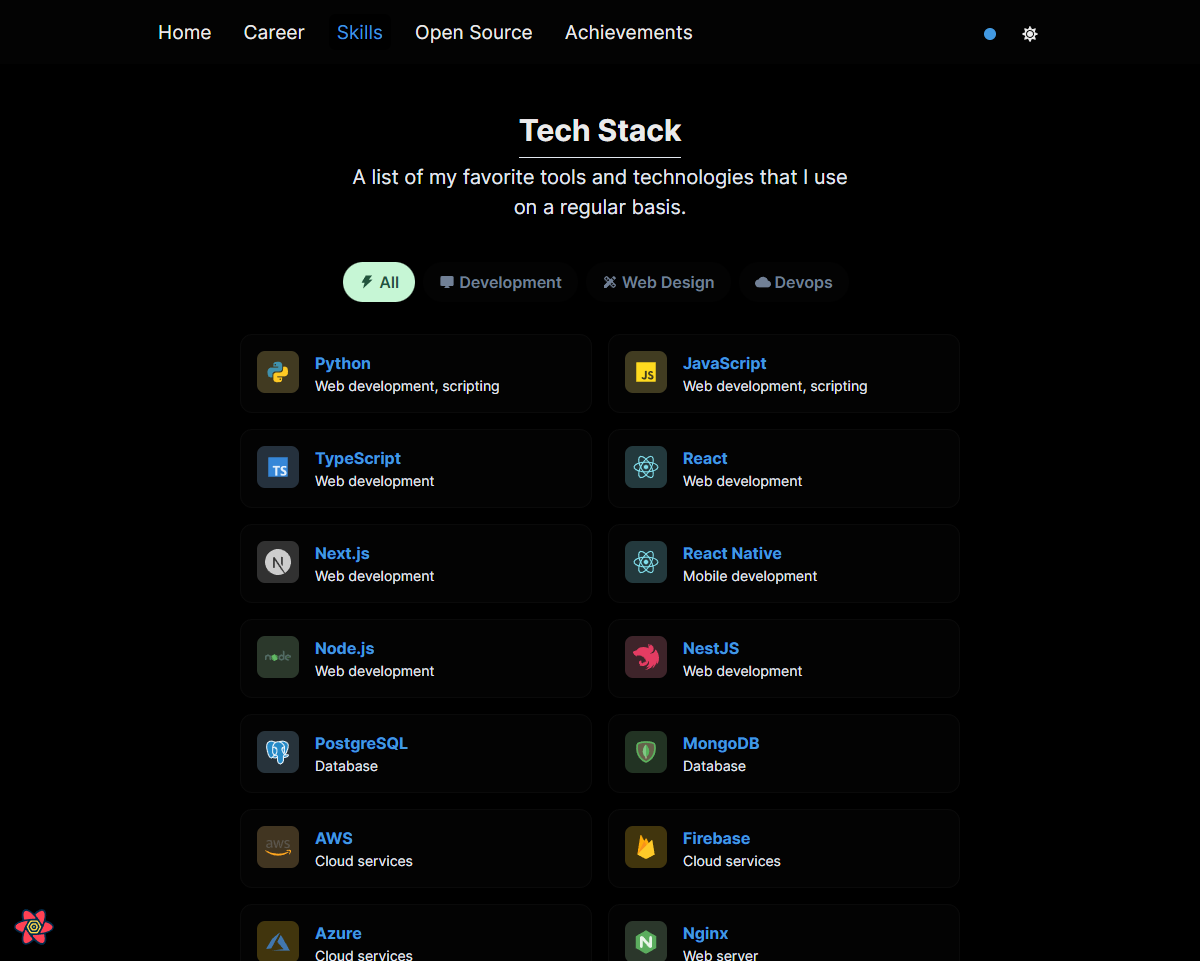 Home Career Skills Open Source Achievements
Tech Stack
A list of my favorite tools and technologies that I use
on a regular basis.
All Development Web Design Devops
Python
Web development, scripting
JavaScript
JS
Web development, scripting
TypeScript
TS
Web development
React
Web development
Next.js
N
Web development
React Native
Mobile development
Node.js
node
Web development
NestJS
Web development
PostgreSQL
Database
MongoDB
Database
AWS
aws
Cloud services
Firebase
Cloud services
Azure
Cloud services
Nginx
N
Web server